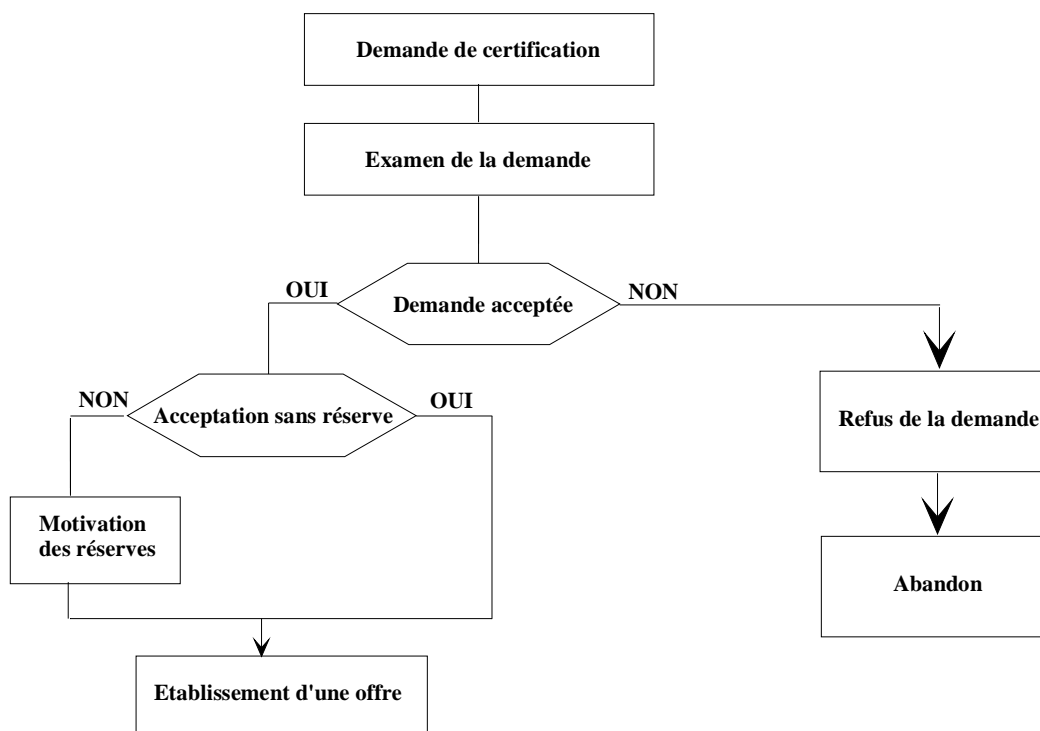 Demande de certification
Examen de la demande
OUI
Demande acceptée
NON
NON
Acceptation sans réserve
OUI
Refus de la demande
Motivation
des réserves
Abandon
Etablissement d'une offre